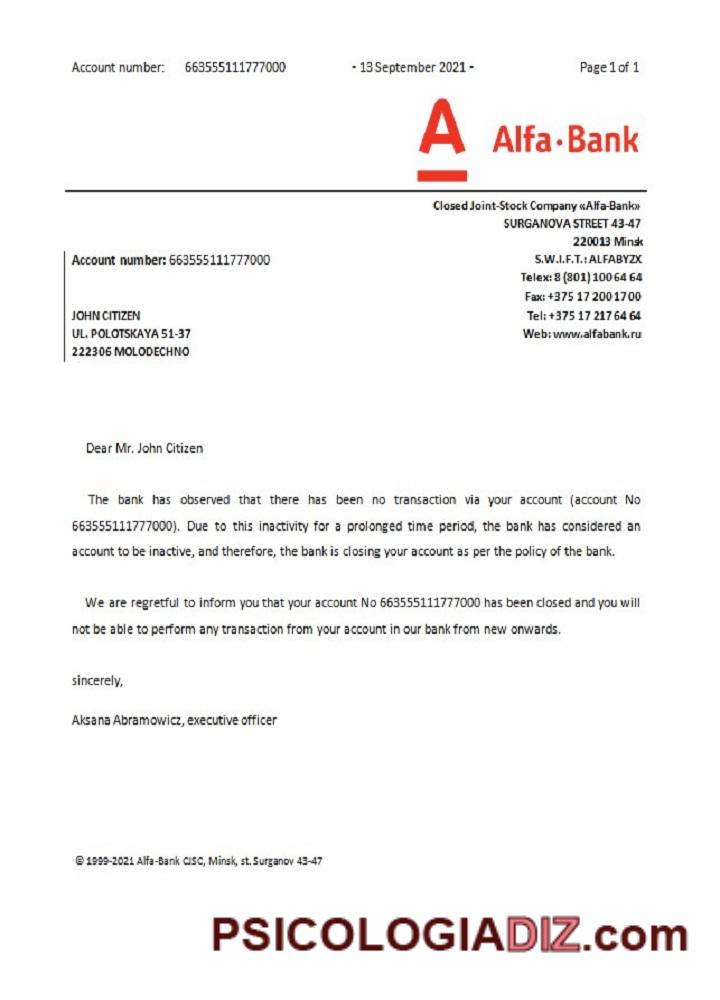 Account number: 663555111777000 - 13 September 2021 - Page 1 of 1
A Alfa·Bank
Closed Joint-Stock Company «Alfa-Bank»
SURGANOVA STREET 43-47
220013 Minsk
Account number: 663555111777000 S.W.I.F.T.: ALFABYZX
Telex: 8 (801) 100 64 64
Fax: +375 17 200 17 00
JOHN CITIZEN Tel: +375 17 217 64 64
UL. POLOTSKAYA 51-37 Web: www.alfabank.ru
222306 MOLODECHNO
Dear Mr. John Citizen
The bank has observed that there has been no transaction via your account (account No
663555111777000). Due to this inactivity for a prolonged time period, the bank has considered an
account to be inactive, and therefore, the bank is closing your account as per the policy of the bank.
We are regretful to inform you that your account No 663555111777000 has been closed and you will
not be able to perform any transaction from your account in our bank from new onwards.
sincerely,
Aksana Abramowicz, executive officer
© 1999-2021 Alfa-Bank CJSC, Minsk, st. Surganov 43-47
PSICOLOGIADIZ.com